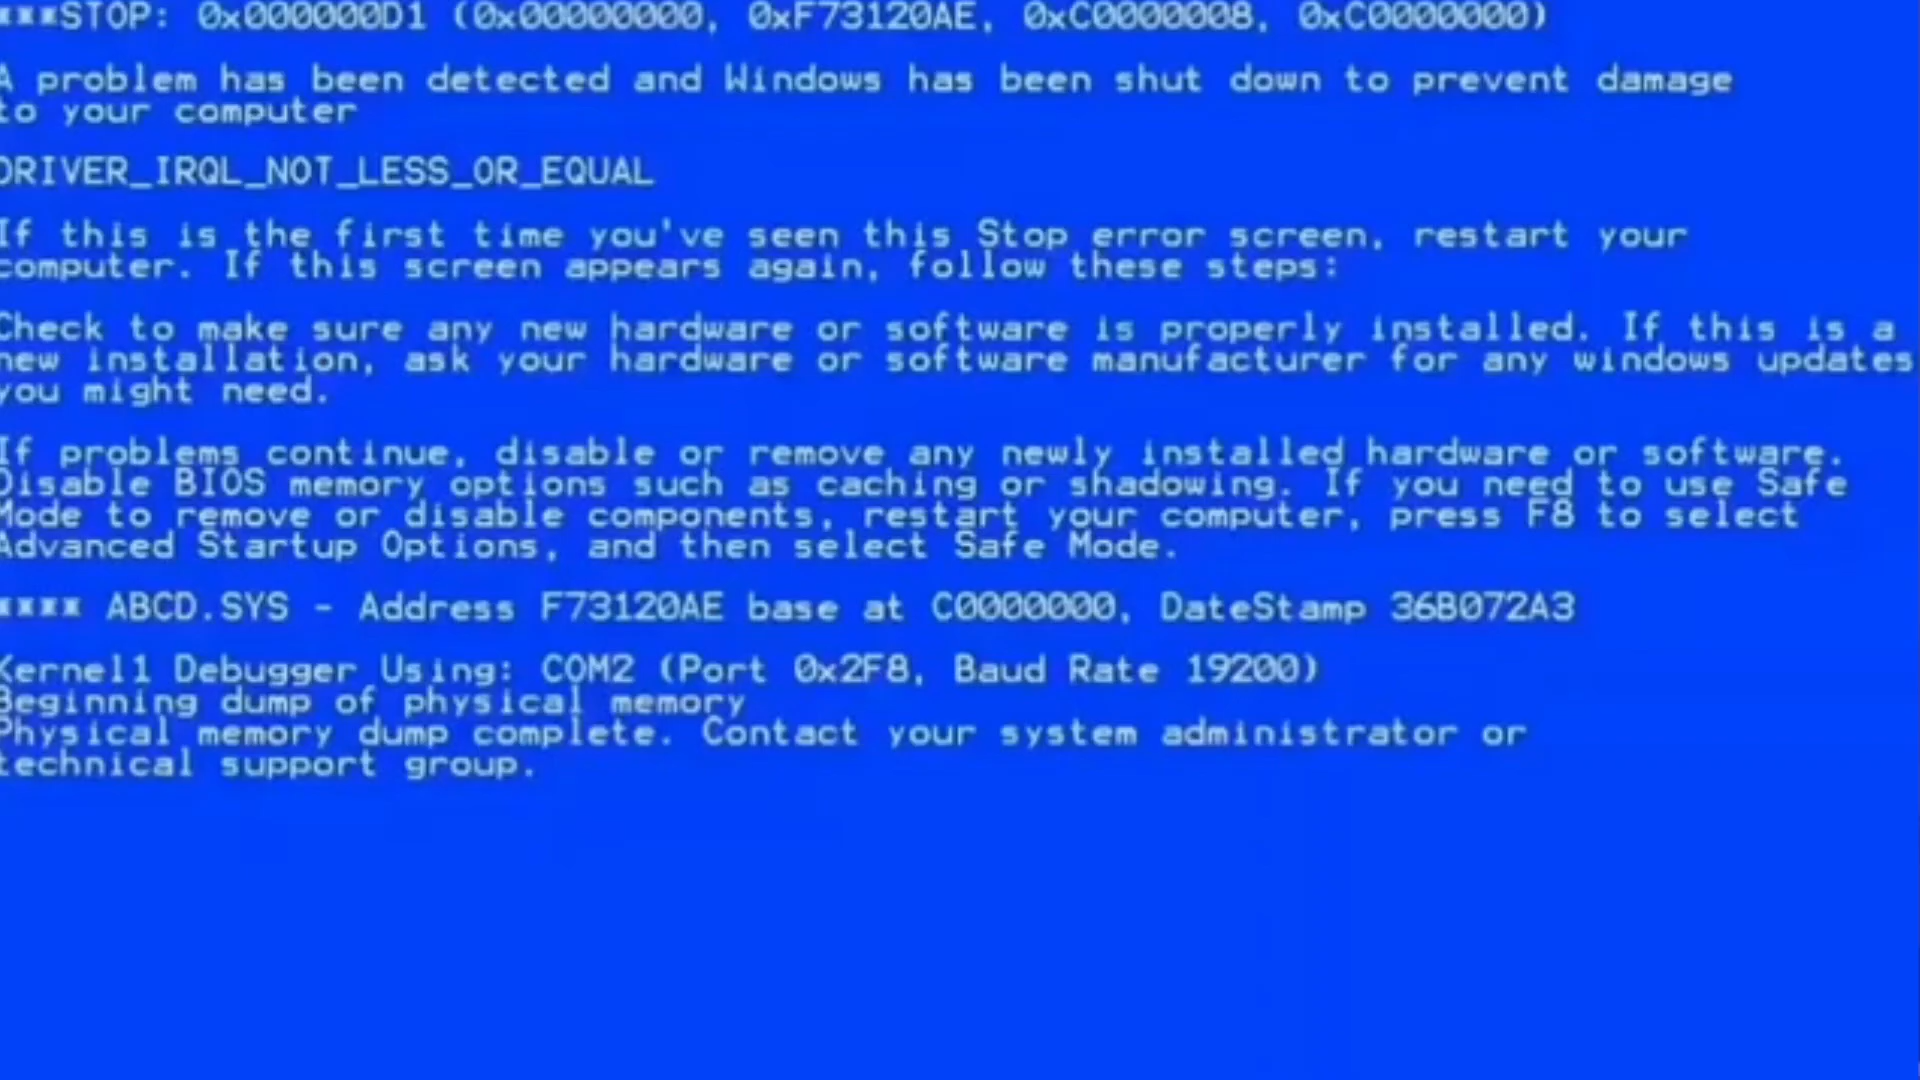 ***STOP: 0x000000D1 (0x00000000, 0xF73120AE, 0xC0000008, 0xC0000000)
A problem has been detected and Windows has been shut down to prevent damage
to your computer
DRIVER_IRQL_NOT_LESS_OR_EQUAL
If this is the first time you've seen this Stop error screen, restart your
computer. If this screen appears again, follow these steps:
Check to make sure any new hardware or software is properly installed. If this is a
new installation, ask your hardware or software manufacturer for any windows updates
you might need.
If problems continue, disable or remove any newly installed hardware or software.
Disable BIOS memory options such as caching or shadowing. If you need to use Safe
Mode to remove or disable components, restart your computer, press F8 to select
Advanced Startup Options, and then select Safe Mode.
**** ABCD.SYS - Address F73120AE base at C0000000, DateStamp 36B072A3
Kernel1 Debugger Using: COM2 (Port 0x2F8, Baud Rate 19200)
Beginning dump of physical memory
Physical memory dump complete. Contact your system administrator or
technical support group.